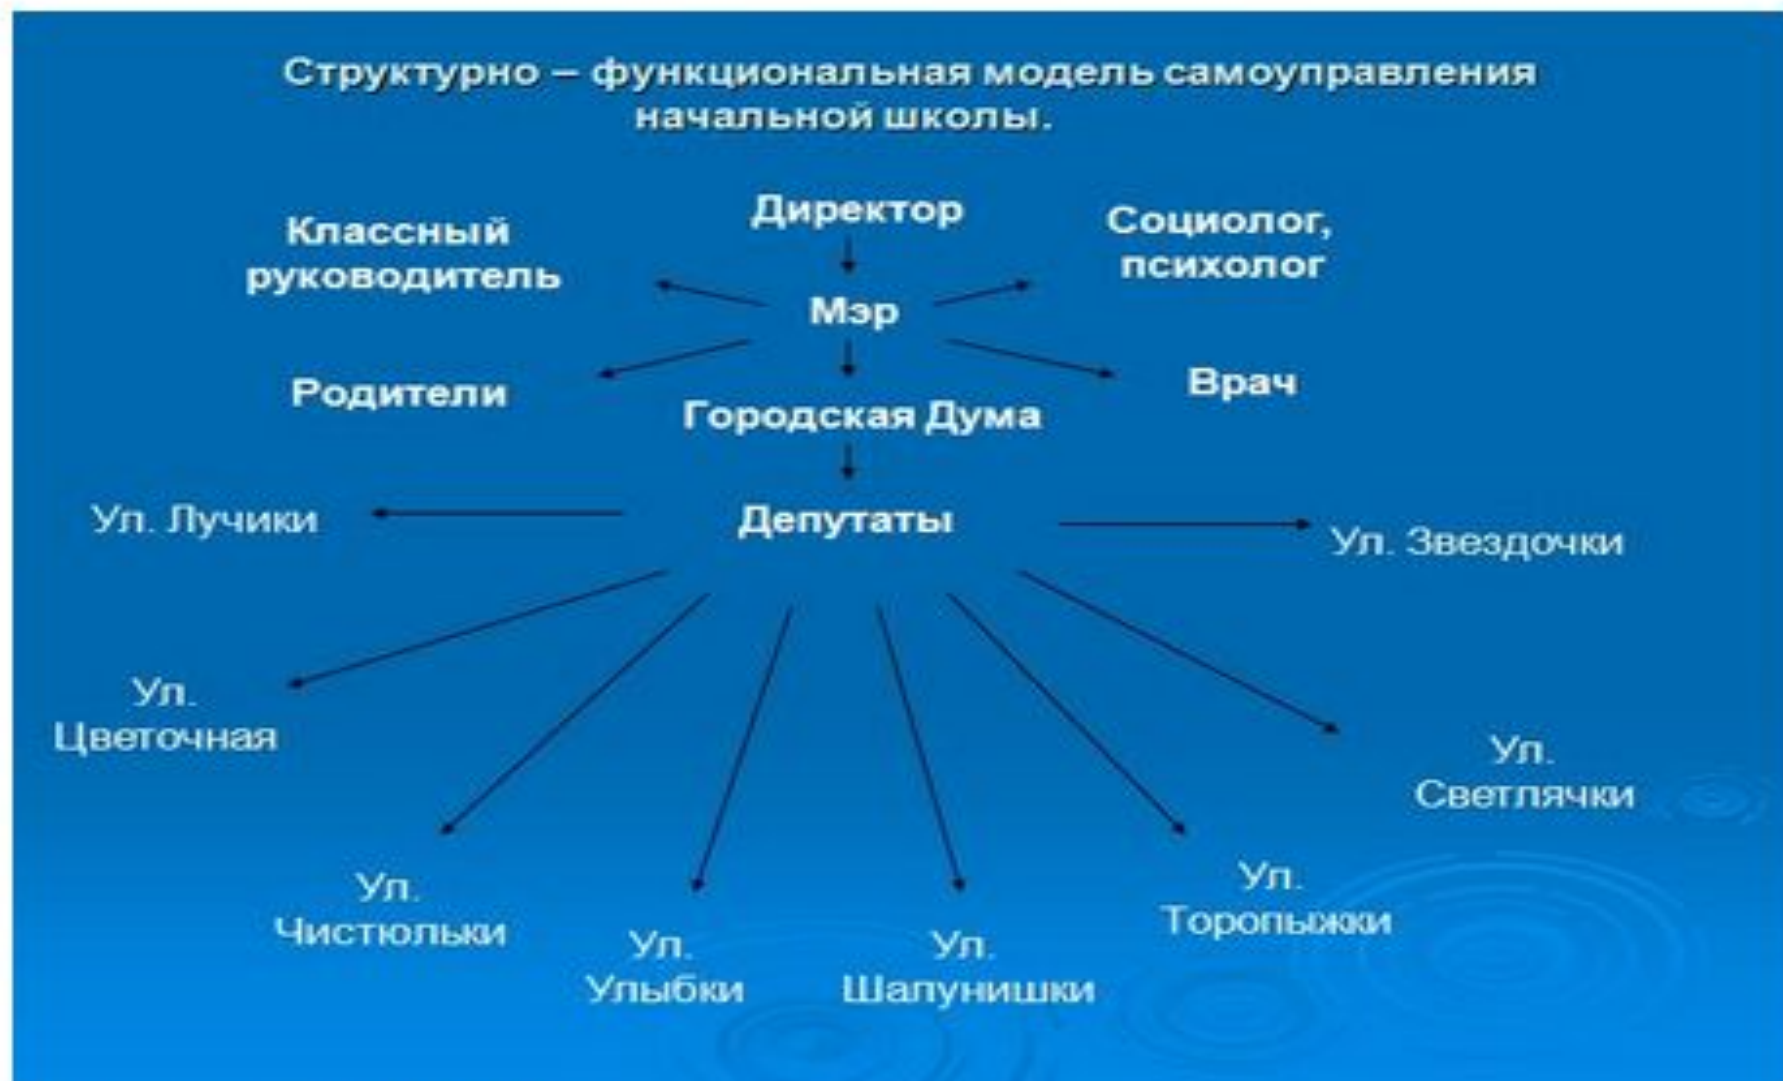 Структурно – функциональная модель самоуправления
начальной школы.
Директор
Классный
руководитель
Социолог,
психолог
Мэр
Родители
Врач
Городская Дума
Ул. Лучики
Депутаты
Ул. Звездочки
Ул.
Цветочная
Ул.
Светлячки
Ул.
Чистюльки
Ул.
Торопыжки
Ул.
Улыбки
Ул.
Шалунишки